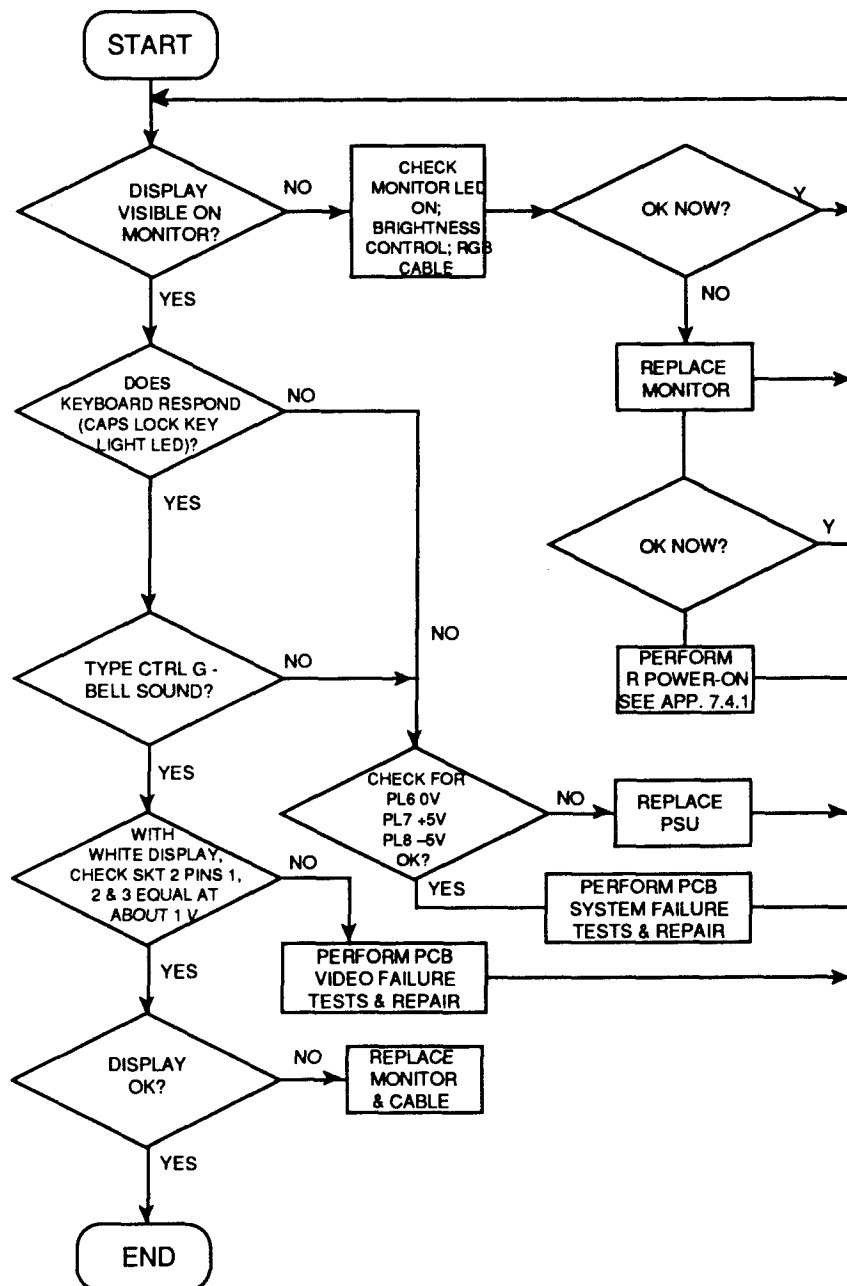 START
DISPLAY
VISIBLE ON
MONITOR?
NO
CHECK
MONITOR LED
ON;
BRIGHTNESS
CONTROL; RGB
CABLE
OK NOW?
Y
YES
NO
DOES
KEYBOARD RESPOND
(CAPS LOCK KEY
LIGHT LED)?
NO
REPLACE
MONITOR
YES
OK NOW?
Y
TYPE CTRL G -
BELL SOUND?
NO
NO
PERFORM
R POWER-ON
SEE APP. 7.4.1
YES
CHECK FOR
PL6 0V
PL7 +5V
PL8 –5V
OK?
NO
REPLACE
PSU
WITH
WHITE DISPLAY,
CHECK SKT 2 PINS 1,
2 & 3 EQUAL AT
ABOUT 1 V
NO
YES
PERFORM PCB
SYSTEM FAILURE
TESTS & REPAIR
YES
PERFORM PCB
VIDEO FAILURE
TESTS & REPAIR
DISPLAY
OK?
NO
REPLACE
MONITOR
& CABLE
YES
END